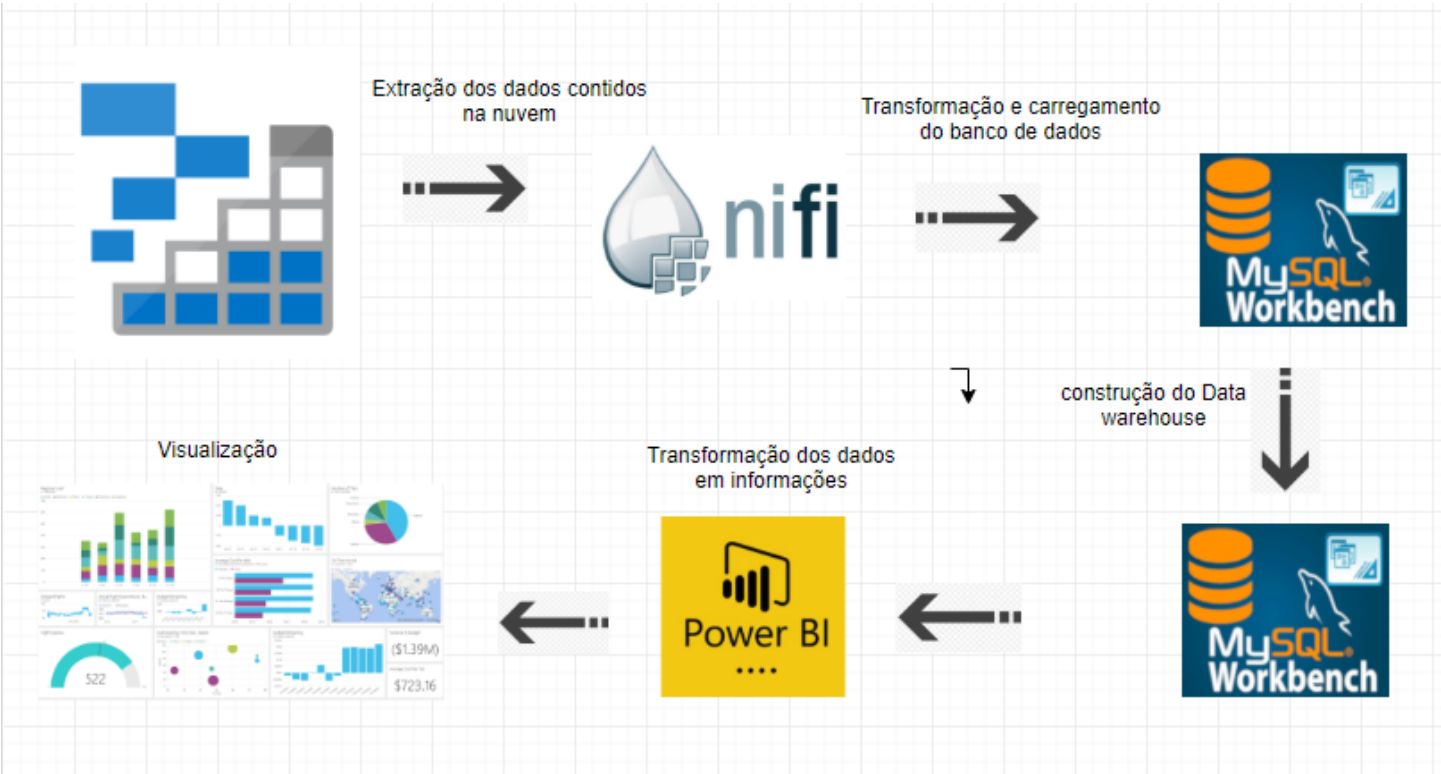 Extração dos dados contidos
na nuvem
Transformação e carregamento
do banco de dados
nifi
MySQL
Workbench
construção do Data
warehouse
Visualização
Transformação dos dados
em informações
Power BI
MySQL
Workbench
522
($1.39M)
$723.16